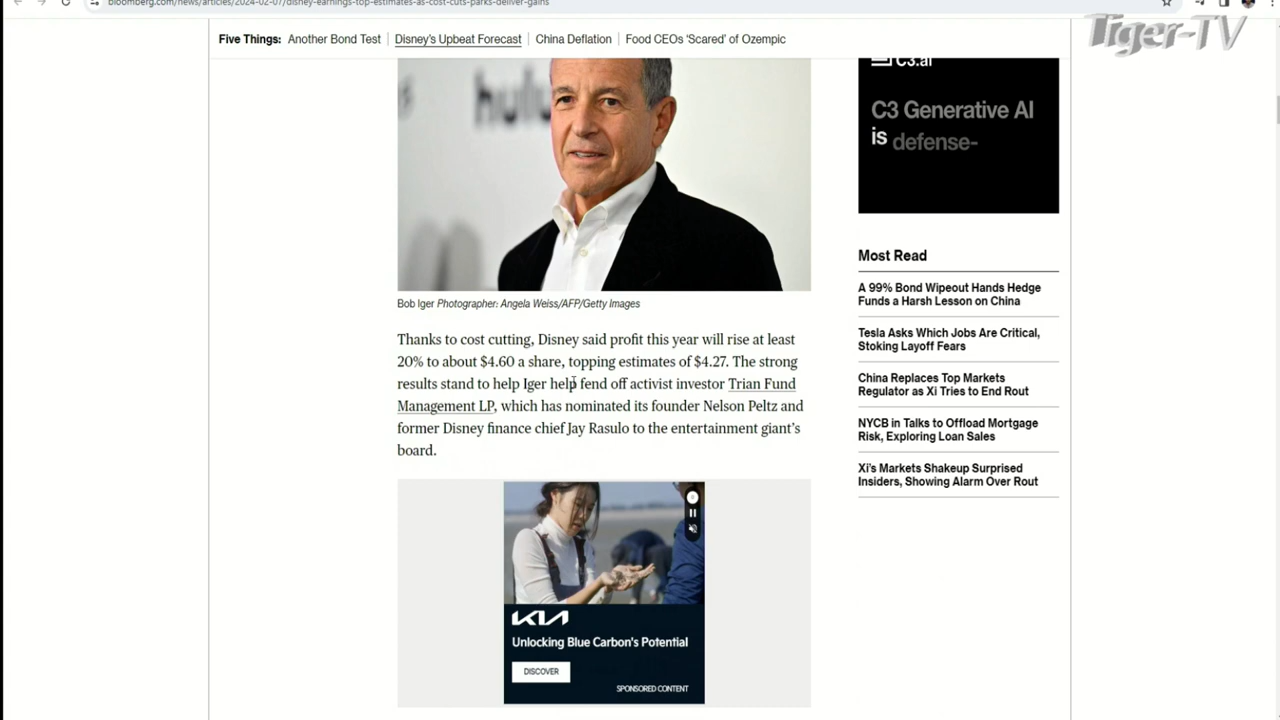 bloomberg.com/news/articles/2024-02-07/disney-earnings-top-estimates-as-cost-cuts-parks-deliver-gains
Tiger-TV
Five Things: Another Bond Test | Disney's Upbeat Forecast | China Deflation | Food CEOs 'Scared' of Ozempic
hulu
C3.ai
C3 Generative AI
is defense-
Bob Iger Photographer: Angela Weiss/AFP/Getty Images
Thanks to cost cutting, Disney said profit this year will rise at least
20% to about $4.60 a share, topping estimates of $4.27. The strong
results stand to help Iger help fend off activist investor Trian Fund
Management LP, which has nominated its founder Nelson Peltz and
former Disney finance chief Jay Rasulo to the entertainment giant's
board.
Most Read
A 99% Bond Wipeout Hands Hedge
Funds a Harsh Lesson on China
Tesla Asks Which Jobs Are Critical,
Stoking Layoff Fears
China Replaces Top Markets
Regulator as Xi Tries to End Rout
NYCB in Talks to Offload Mortgage
Risk, Exploring Loan Sales
Xi's Markets Shakeup Surprised
Insiders, Showing Alarm Over Rout
KIA
Unlocking Blue Carbon's Potential
DISCOVER
SPONSORED CONTENT